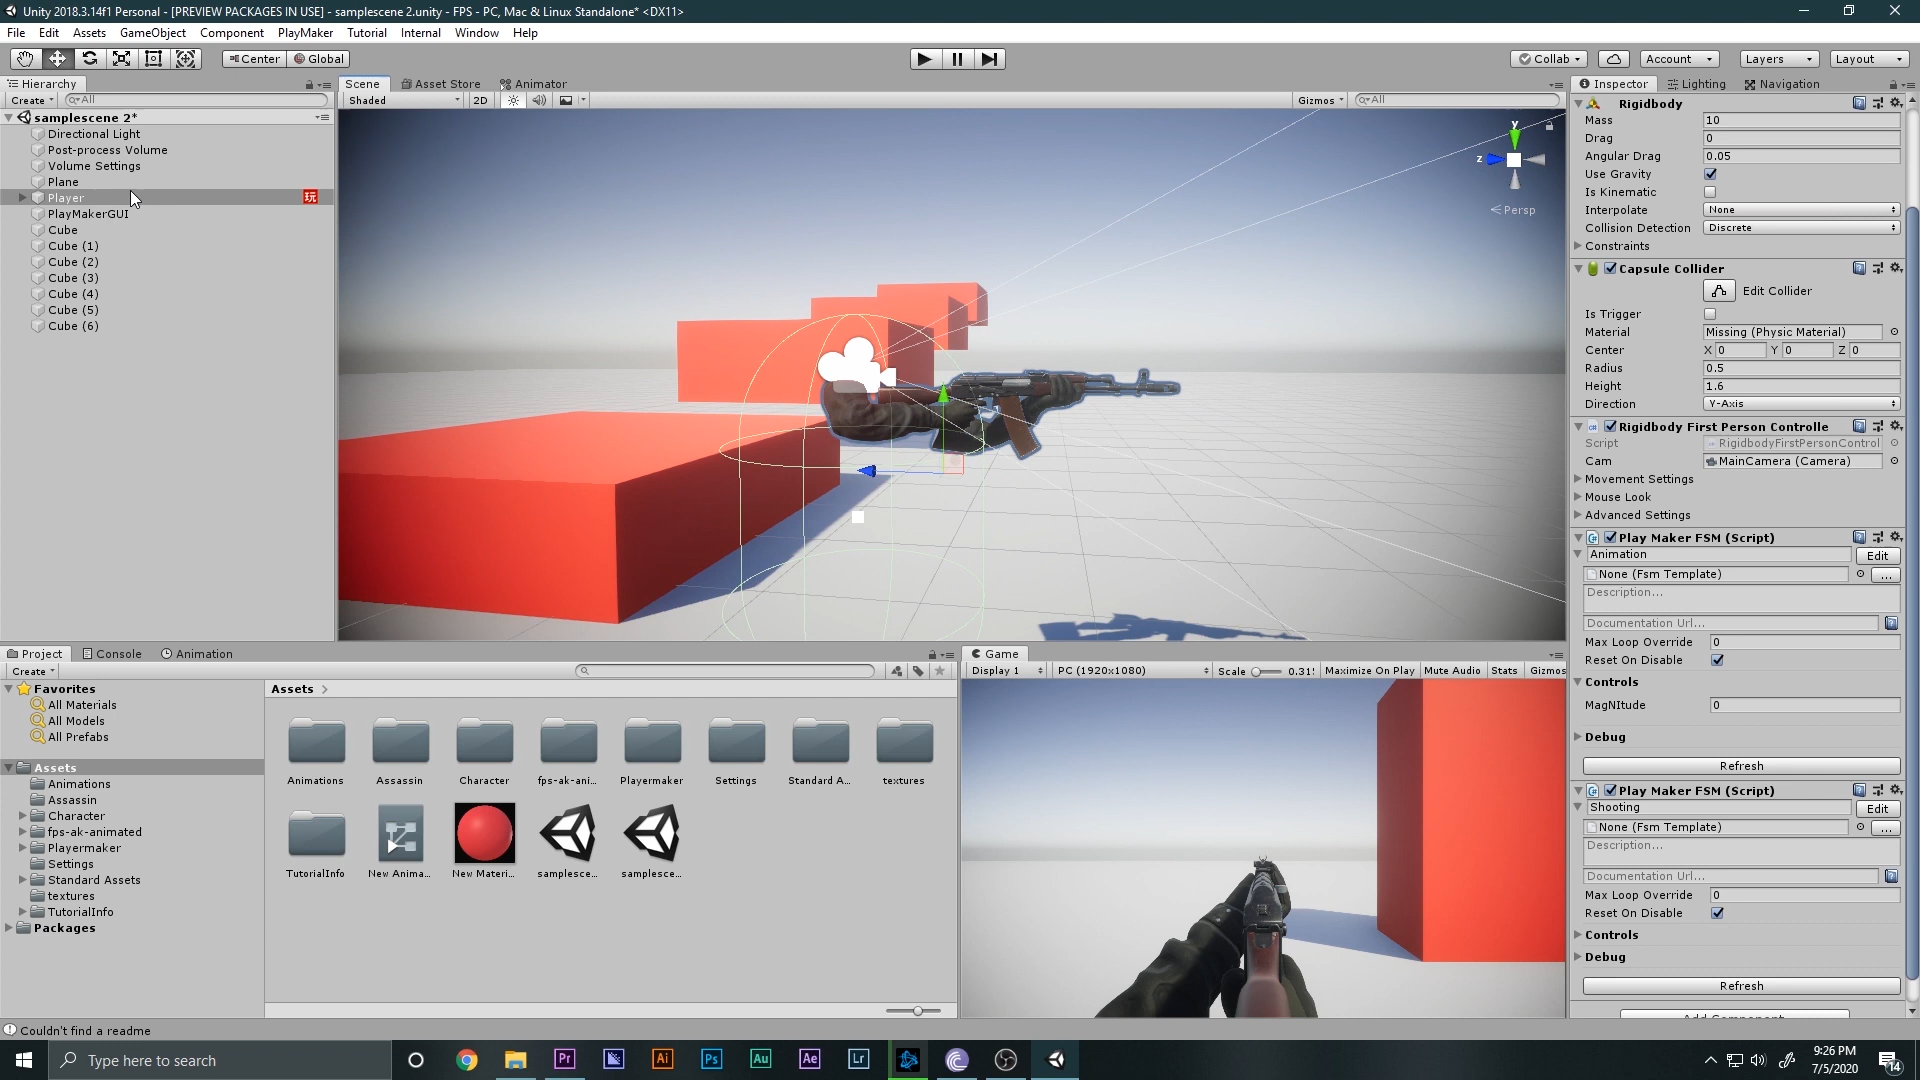 Unity 2018.3.14f1 Personal - [PREVIEW PACKAGES IN USE] - samplescene 2.unity - FPS - PC, Mac & Linux Standalone* <DX11>
File Edit Assets GameObject Component PlayMaker Tutorial Internal Window Help
Center Global Collab Account Layers Layout
Hierarchy
Create All
samplescene 2*
Directional Light
Post-process Volume
Volume Settings
Plane
Player 玩
PlayMakerGUI
Cube
Cube (1)
Cube (2)
Cube (3)
Cube (4)
Cube (5)
Cube (6)
Scene Asset Store Animator
Shaded 2D Gizmos All
y
z
Persp
Inspector Lighting Navigation
Rigidbody
Mass 10
Drag 0
Angular Drag 0.05
Use Gravity
Is Kinematic
Interpolate None
Collision Detection Discrete
Constraints
Capsule Collider
Edit Collider
Is Trigger
Material Missing (Physic Material)
Center X 0 Y 0 Z 0
Radius 0.5
Height 1.6
Direction Y-Axis
Rigidbody First Person Controlle
Script RigidbodyFirstPersonControl
Cam MainCamera (Camera)
Movement Settings
Mouse Look
Advanced Settings
Play Maker FSM (Script)
Animation Edit
None (Fsm Template) ...
Description...
Documentation Url...
Max Loop Override 0
Reset On Disable
Controls
MagNItude 0
Debug
Refresh
Play Maker FSM (Script)
Shooting Edit
None (Fsm Template) ...
Description...
Documentation Url...
Max Loop Override 0
Reset On Disable
Controls
Debug
Refresh
Project Console Animation
Create
Favorites
All Materials
All Models
All Prefabs
Assets
Animations
Assassin
Character
fps-ak-animated
Playermaker
Settings
Standard Assets
textures
TutorialInfo
Packages
Assets
Animations Assassin Character fps-ak-ani... Playermaker Settings Standard A... textures
TutorialInfo New Anima... New Materi... samplesce... samplesce...
Game
Display 1 PC (1920x1080) Scale 0.31 Maximize On Play Mute Audio Stats Gizmos
Couldn't find a readme
Type here to search
Pr Ai Ps Au Ae Lr
9:26 PM
7/5/2020
14